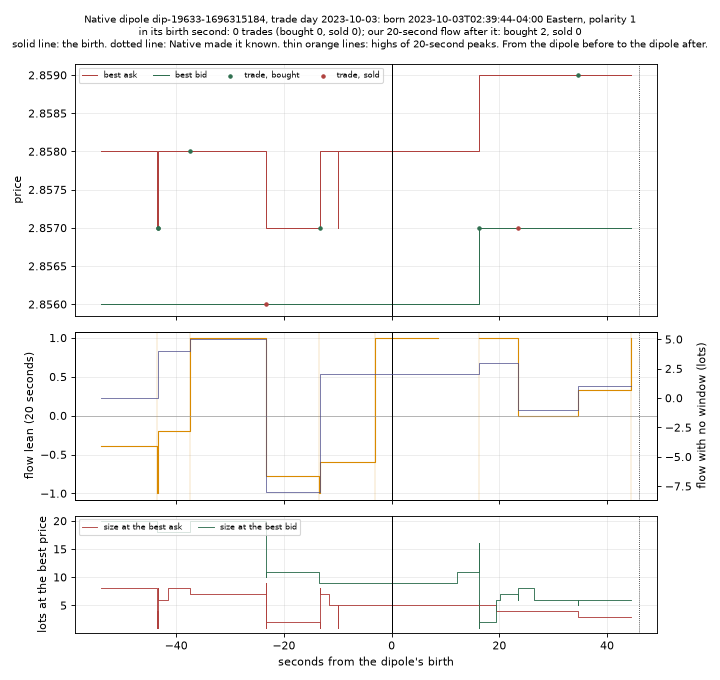 Native dipole dip-19633-1696315184, trade day 2023-10-03: born 2023-10-03T02:39:44-04:00 Eastern, polarity 1
in its birth second: 0 trades (bought 0, sold 0); our 20-second flow after it: bought 2, sold 0
solid line: the birth. dotted line: Native made it known. thin orange lines: highs of 20-second peaks. From the dipole before to the dipole after.
best ask best bid trade, bought trade, sold
2.8590
2.8585
2.8580
2.8575
2.8570
2.8565
2.8560
price
1.0
0.5
0.0
−0.5
−1.0
flow lean (20 seconds)
5.0
2.5
0.0
−2.5
−5.0
−7.5
flow with no window (lots)
size at the best ask size at the best bid
20
15
10
5
lots at the best price
−40 −20 0 20 40
seconds from the dipole's birth